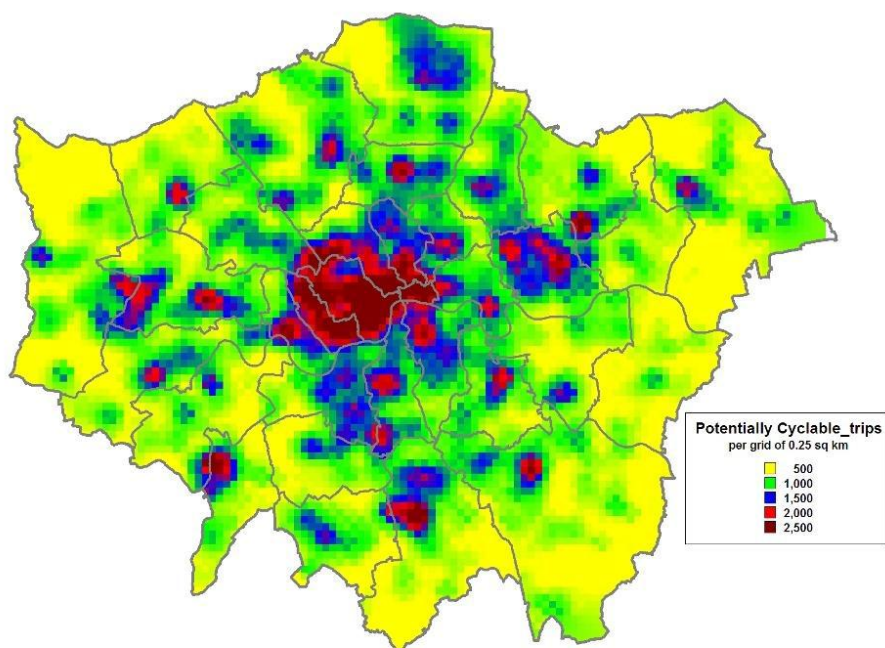 Potentially Cyclable_trips
per grid of 0.25 sq km
500
1,000
1,500
2,000
2,500